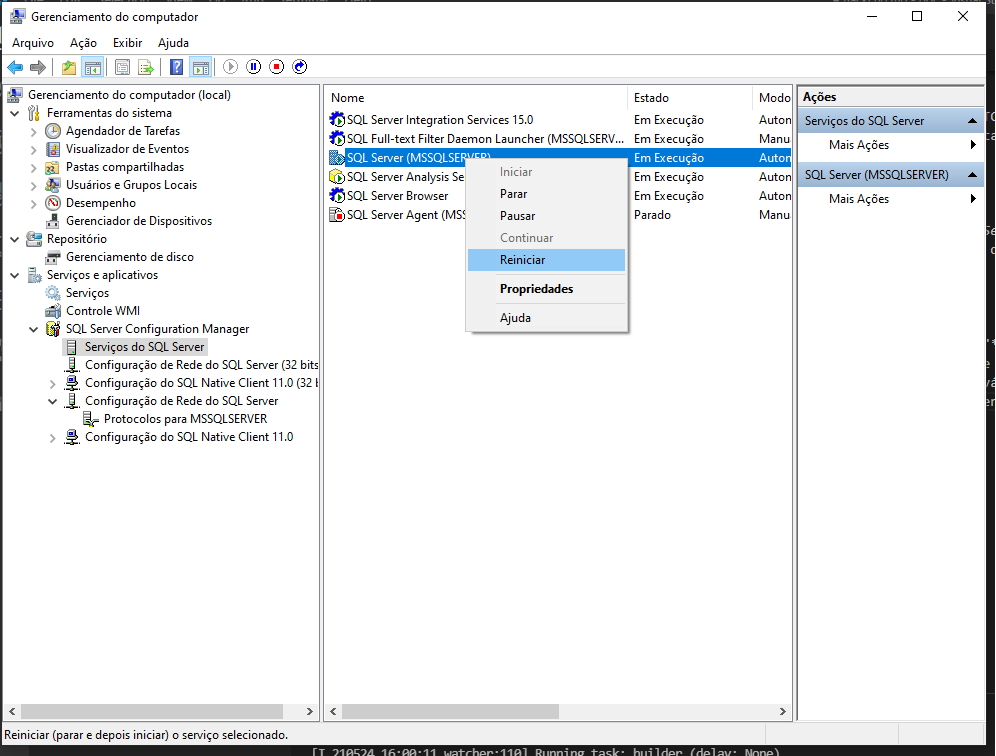 Gerenciamento do computador
Arquivo Ação Exibir Ajuda
Gerenciamento do computador (local)
Ferramentas do sistema
Agendador de Tarefas
Visualizador de Eventos
Pastas compartilhadas
Usuários e Grupos Locais
Desempenho
Gerenciador de Dispositivos
Repositório
Gerenciamento de disco
Serviços e aplicativos
Serviços
Controle WMI
SQL Server Configuration Manager
Serviços do SQL Server
Configuração de Rede do SQL Server (32 bits
Configuração do SQL Native Client 11.0 (32 b
Configuração de Rede do SQL Server
Protocolos para MSSQLSERVER
Configuração do SQL Native Client 11.0
Nome Estado Modo
SQL Server Integration Services 15.0 Em Execução Auton
SQL Full-text Filter Daemon Launcher (MSSQLSERV... Em Execução Manu
SQL Server (MSSQLSERVER) Em Execução Auton
SQL Server Analysis Se Em Execução Auton
SQL Server Browser Em Execução Auton
SQL Server Agent (MSS Parado Manu
Iniciar
Parar
Pausar
Continuar
Reiniciar
Propriedades
Ajuda
Ações
Serviços do SQL Server
Mais Ações
SQL Server (MSSQLSERVER)
Mais Ações
Reiniciar (parar e depois iniciar) o serviço selecionado.
[I 210524 16:00:11 watcher:110] Running task: builder (delay: None)